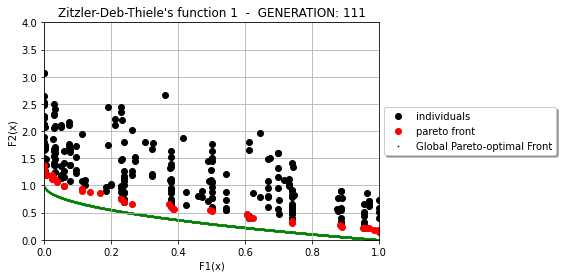 Zitzler-Deb-Thiele's function 1 - GENERATION: 111
4.0
3.5
3.0
2.5
2.0
1.5
1.0
0.5
0.0
F2(x)
0.0 0.2 0.4 0.6 0.8 1.0
F1(x)
individuals
pareto front
Global Pareto-optimal Front